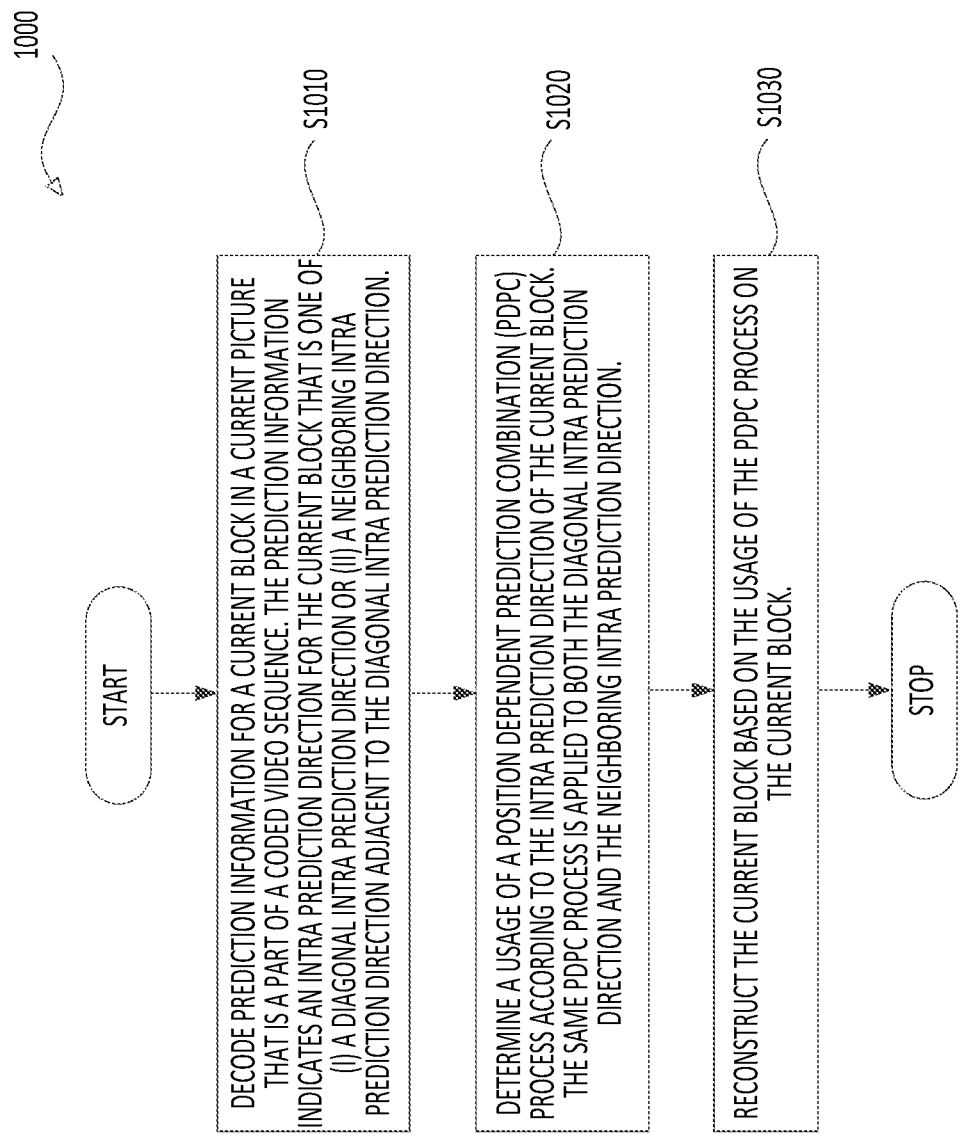 1000
START
DECODE PREDICTION INFORMATION FOR A CURRENT BLOCK IN A CURRENT PICTURE
THAT IS A PART OF A CODED VIDEO SEQUENCE. THE PREDICTION INFORMATION
INDICATES AN INTRA PREDICTION DIRECTION FOR THE CURRENT BLOCK THAT IS ONE OF
(I) A DIAGONAL INTRA PREDICTION DIRECTION OR (II) A NEIGHBORING INTRA
PREDICTION DIRECTION ADJACENT TO THE DIAGONAL INTRA PREDICTION DIRECTION.
S1010
DETERMINE A USAGE OF A POSITION DEPENDENT PREDICTION COMBINATION (PDPC)
PROCESS ACCORDING TO THE INTRA PREDICTION DIRECTION OF THE CURRENT BLOCK.
THE SAME PDPC PROCESS IS APPLIED TO BOTH THE DIAGONAL INTRA PREDICTION
DIRECTION AND THE NEIGHBORING INTRA PREDICTION DIRECTION.
S1020
RECONSTRUCT THE CURRENT BLOCK BASED ON THE USAGE OF THE PDPC PROCESS ON
THE CURRENT BLOCK.
S1030
STOP